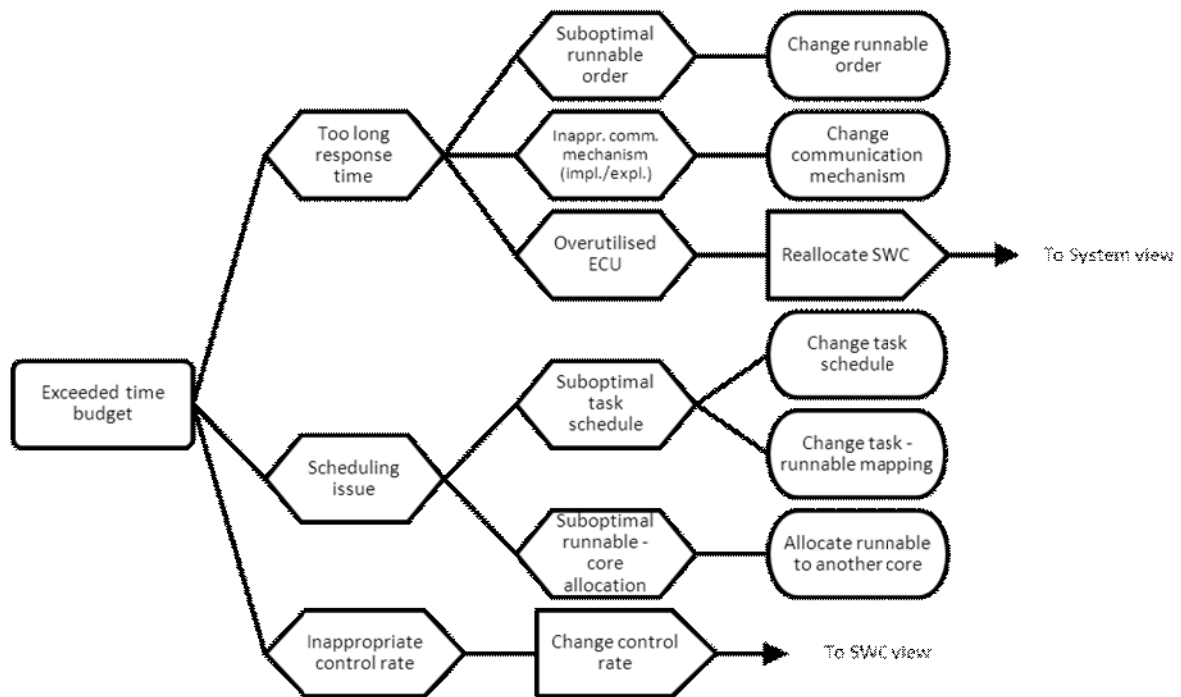 Suboptimal
runnable
order
Change runnable
order
Too long
response
time
Inappr. comm.
mechanism
(impl./expl.)
Change
communication
mechanism
Overutilised
ECU
Reallocate SWC
To System view
Exceeded time
budget
Suboptimal
task
schedule
Change task
schedule
Change task -
runnable mapping
Scheduling
issue
Suboptimal
runnable -
core
allocation
Allocate runnable
to another core
Inappropriate
control rate
Change control
rate
To SWC view